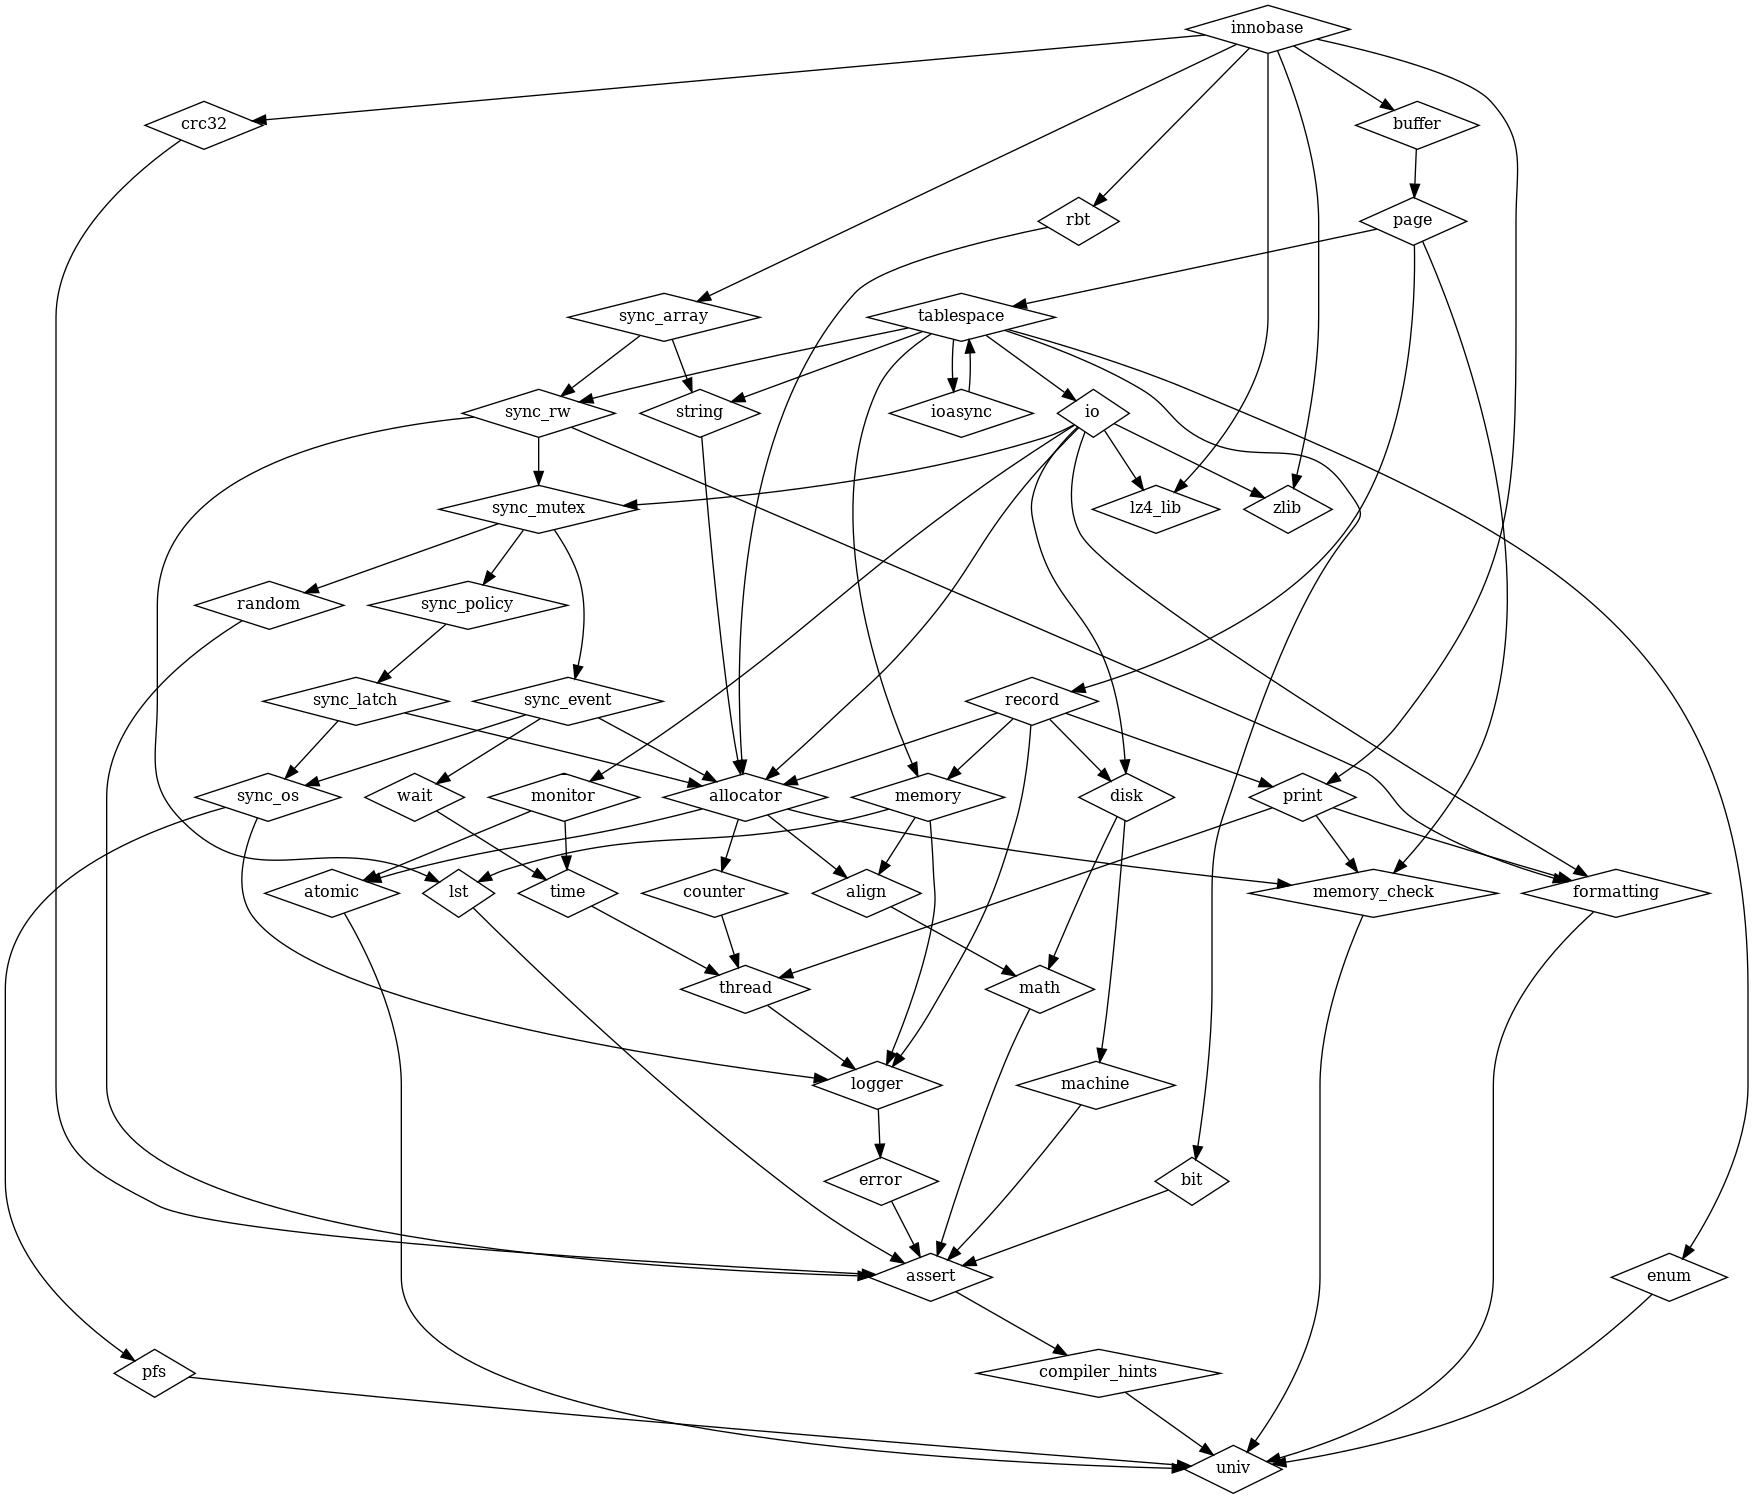 innobase
crc32
buffer
rbt
page
sync_array
tablespace
sync_rw
string
ioasync
io
sync_mutex
lz4_lib
zlib
random
sync_policy
sync_latch
sync_event
record
sync_os
wait
monitor
allocator
memory
disk
print
atomic
lst
time
counter
align
memory_check
formatting
thread
math
logger
machine
error
bit
assert
enum
pfs
compiler_hints
univ